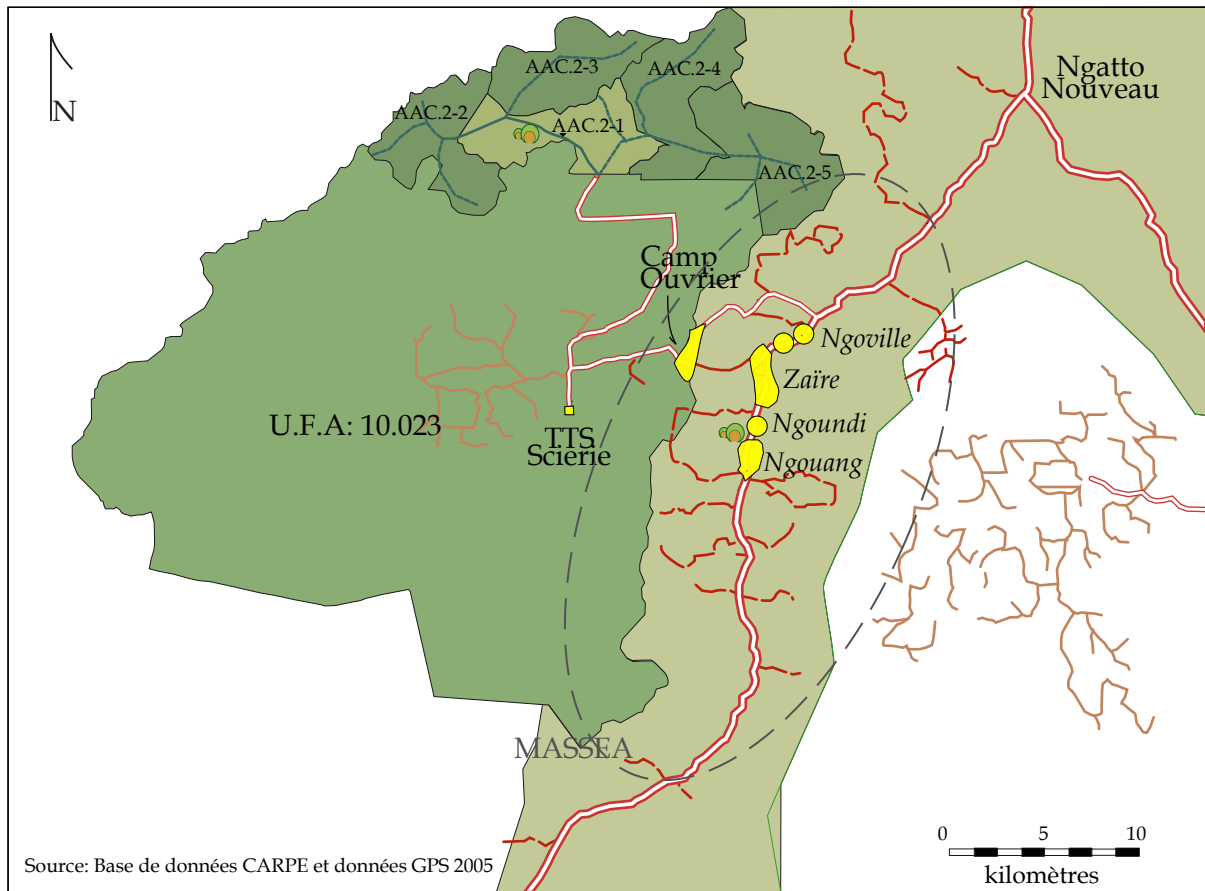 N
AAC.2-3
AAC.2-4
AAC.2-2
AAC.2-1
AAC.2-5
Ngatto
Nouveau
Camp
Ouvrier
Ngoville
Zaïre
Ngoundi
Ngouang
U.F.A: 10.023
TTS
Scierie
MASSEA
Source: Base de données CARPE et données GPS 2005
0 5 10
kilomètres